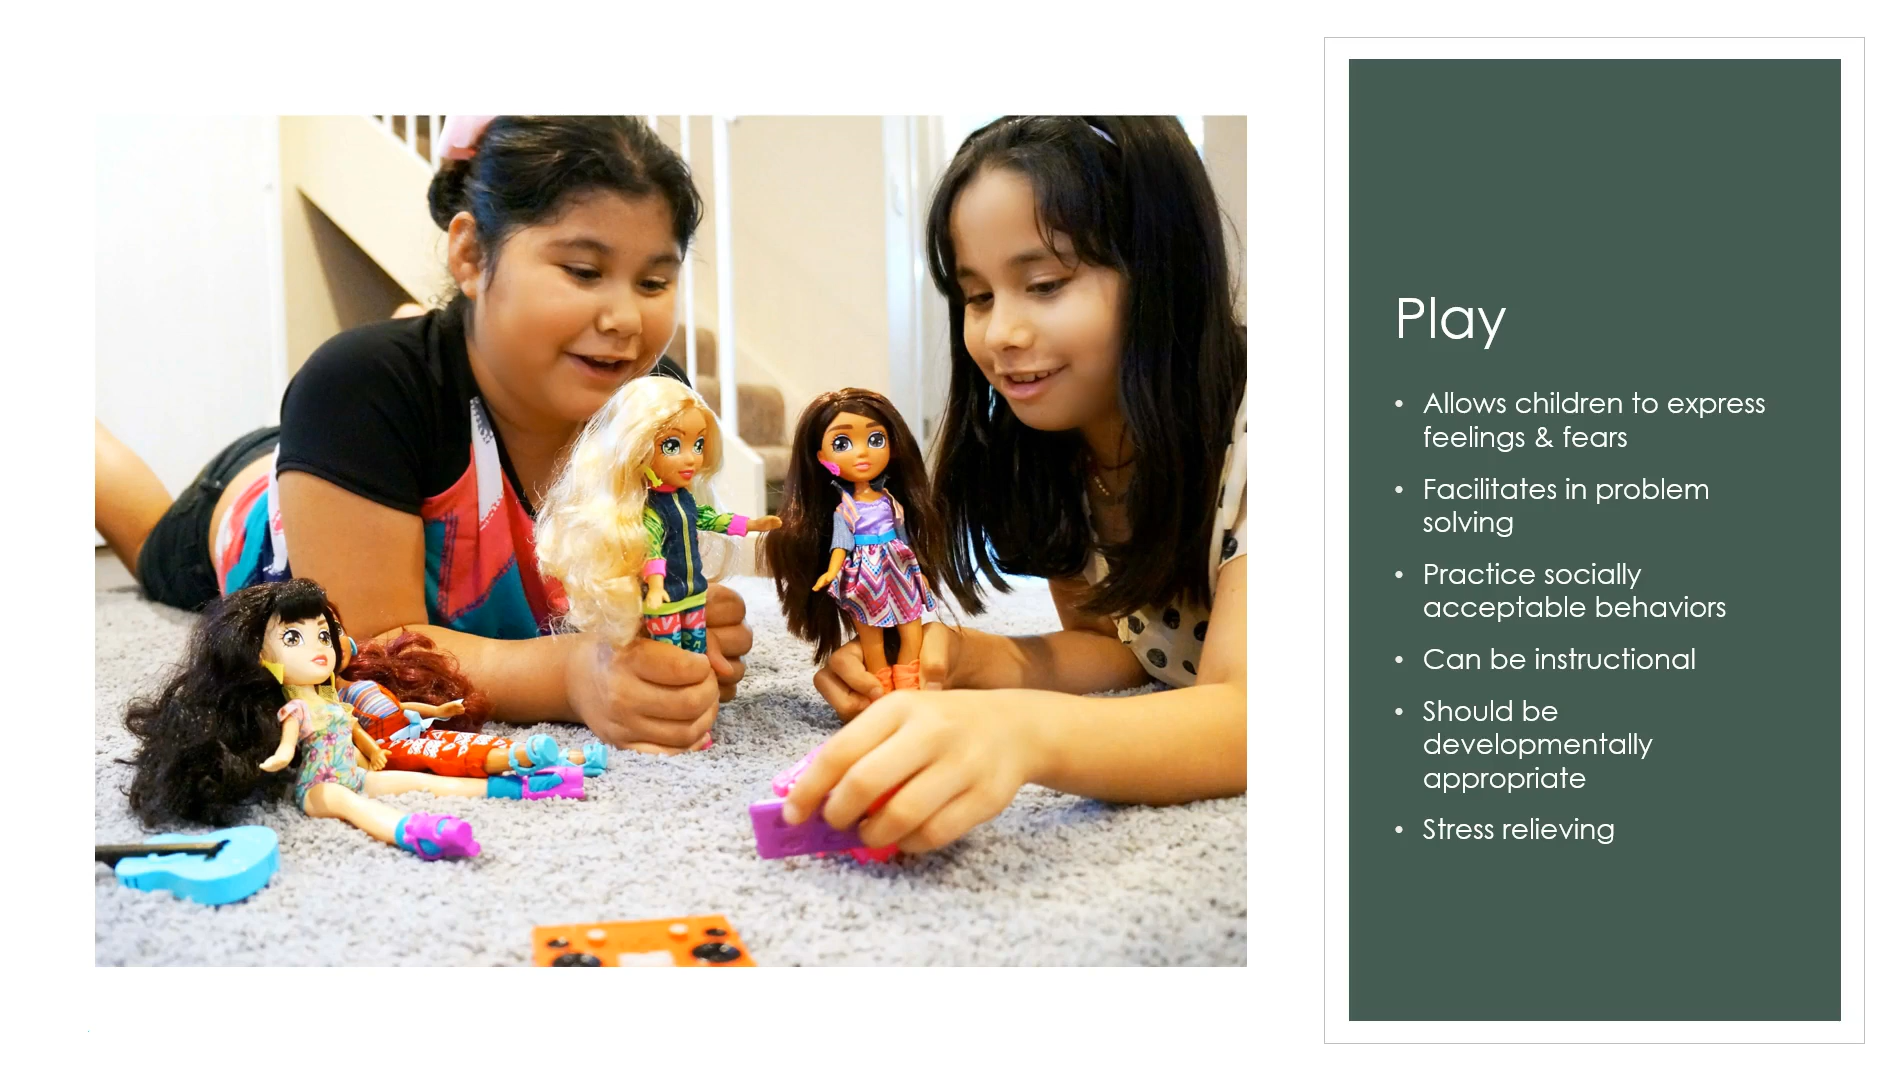 Play
• Allows children to express
feelings & fears
• Facilitates in problem
solving
• Practice socially
acceptable behaviors
• Can be instructional
• Should be
developmentally
appropriate
• Stress relieving